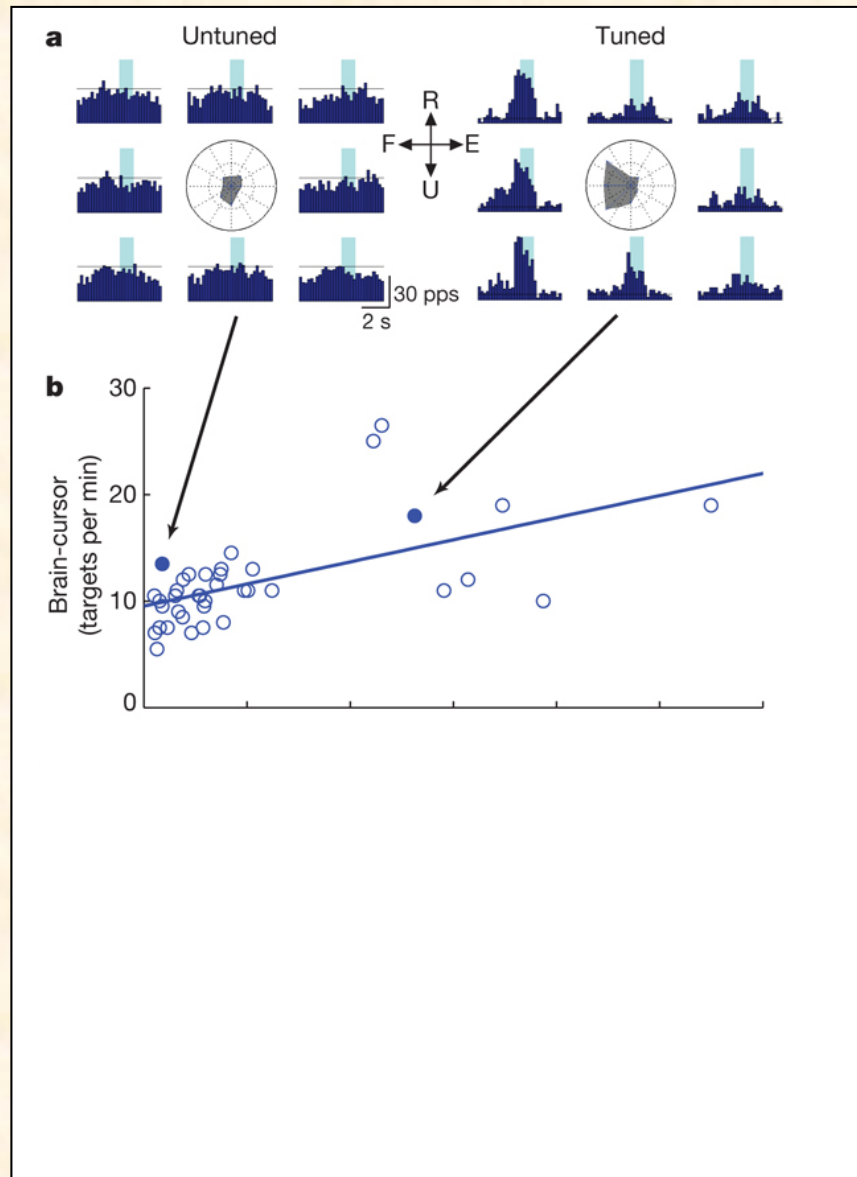 a
Untuned
Tuned
R
F E
U
30 pps
2 s
b
30
20
10
0
Brain-cursor
(targets per min)